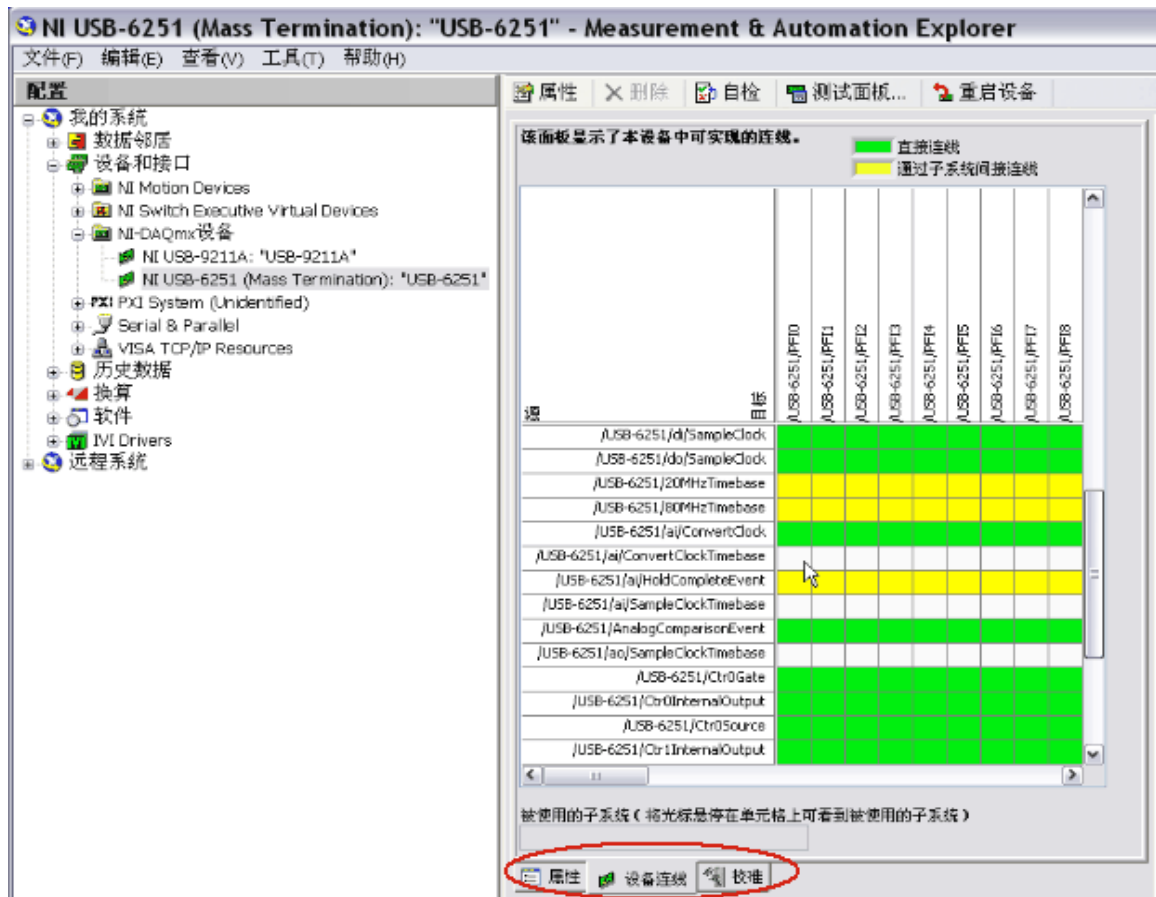 NI USB-6251 (Mass Termination): "USB-6251" - Measurement & Automation Explorer
文件(F) 编辑(E) 查看(V) 工具(T) 帮助(H)
配置
我的系统
数据邻居
设备和接口
NI Motion Devices
NI Switch Executive Virtual Devices
NI-DAQmx设备
NI USB-9211A: "USB-9211A"
NI USB-6251 (Mass Termination): "USB-6251"
PXI PXI System (Unidentified)
Serial & Parallel
VISA TCP/IP Resources
历史数据
换算
软件
IVI IVI Drivers
远程系统
属性 删除 自检 测试面板... 重启设备
该面板显示了本设备中可实现的连线。
直接连线
通过子系统间接连线
源
目标
/USB-6251/PFI0
/USB-6251/PFI1
/USB-6251/PFI2
/USB-6251/PFI3
/USB-6251/PFI4
/USB-6251/PFI5
/USB-6251/PFI6
/USB-6251/PFI7
/USB-6251/PFI8
/USB-6251/di/SampleClock
/USB-6251/do/SampleClock
/USB-6251/20MHzTimebase
/USB-6251/80MHzTimebase
/USB-6251/ai/ConvertClock
/USB-6251/ai/ConvertClockTimebase
/USB-6251/ai/HoldCompleteEvent
/USB-6251/ai/SampleClockTimebase
/USB-6251/AnalogComparisonEvent
/USB-6251/ao/SampleClockTimebase
/USB-6251/Ctr0Gate
/USB-6251/Ctr0InternalOutput
/USB-6251/Ctr0Source
/USB-6251/Ctr1InternalOutput
被使用的子系统(将光标悬停在单元格上可看到被使用的子系统)
属性 设备连线 校准